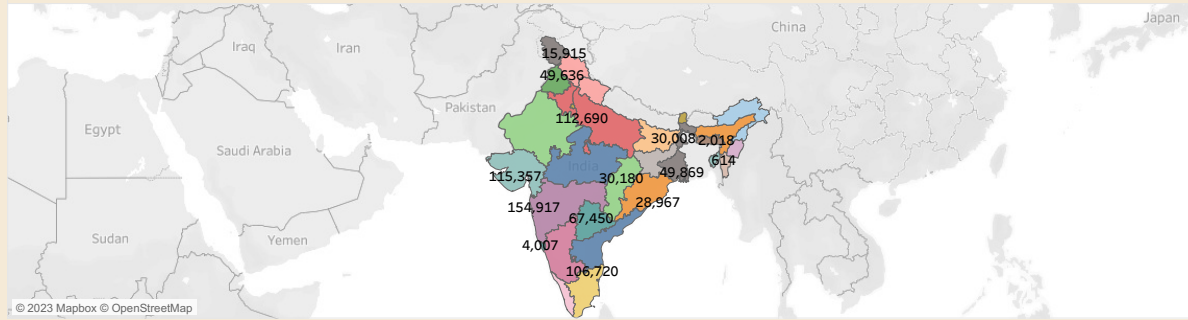 Japan
China
Iraq
Iran
15,915
49,636
Pakistan
112,690
Egypt
30,008
2,018
Saudi Arabia
614
India
115,357
30,180
49,869
154,917
28,967
67,450
Sudan
Yemen
4,007
106,720
© 2023 Mapbox © OpenStreetMap